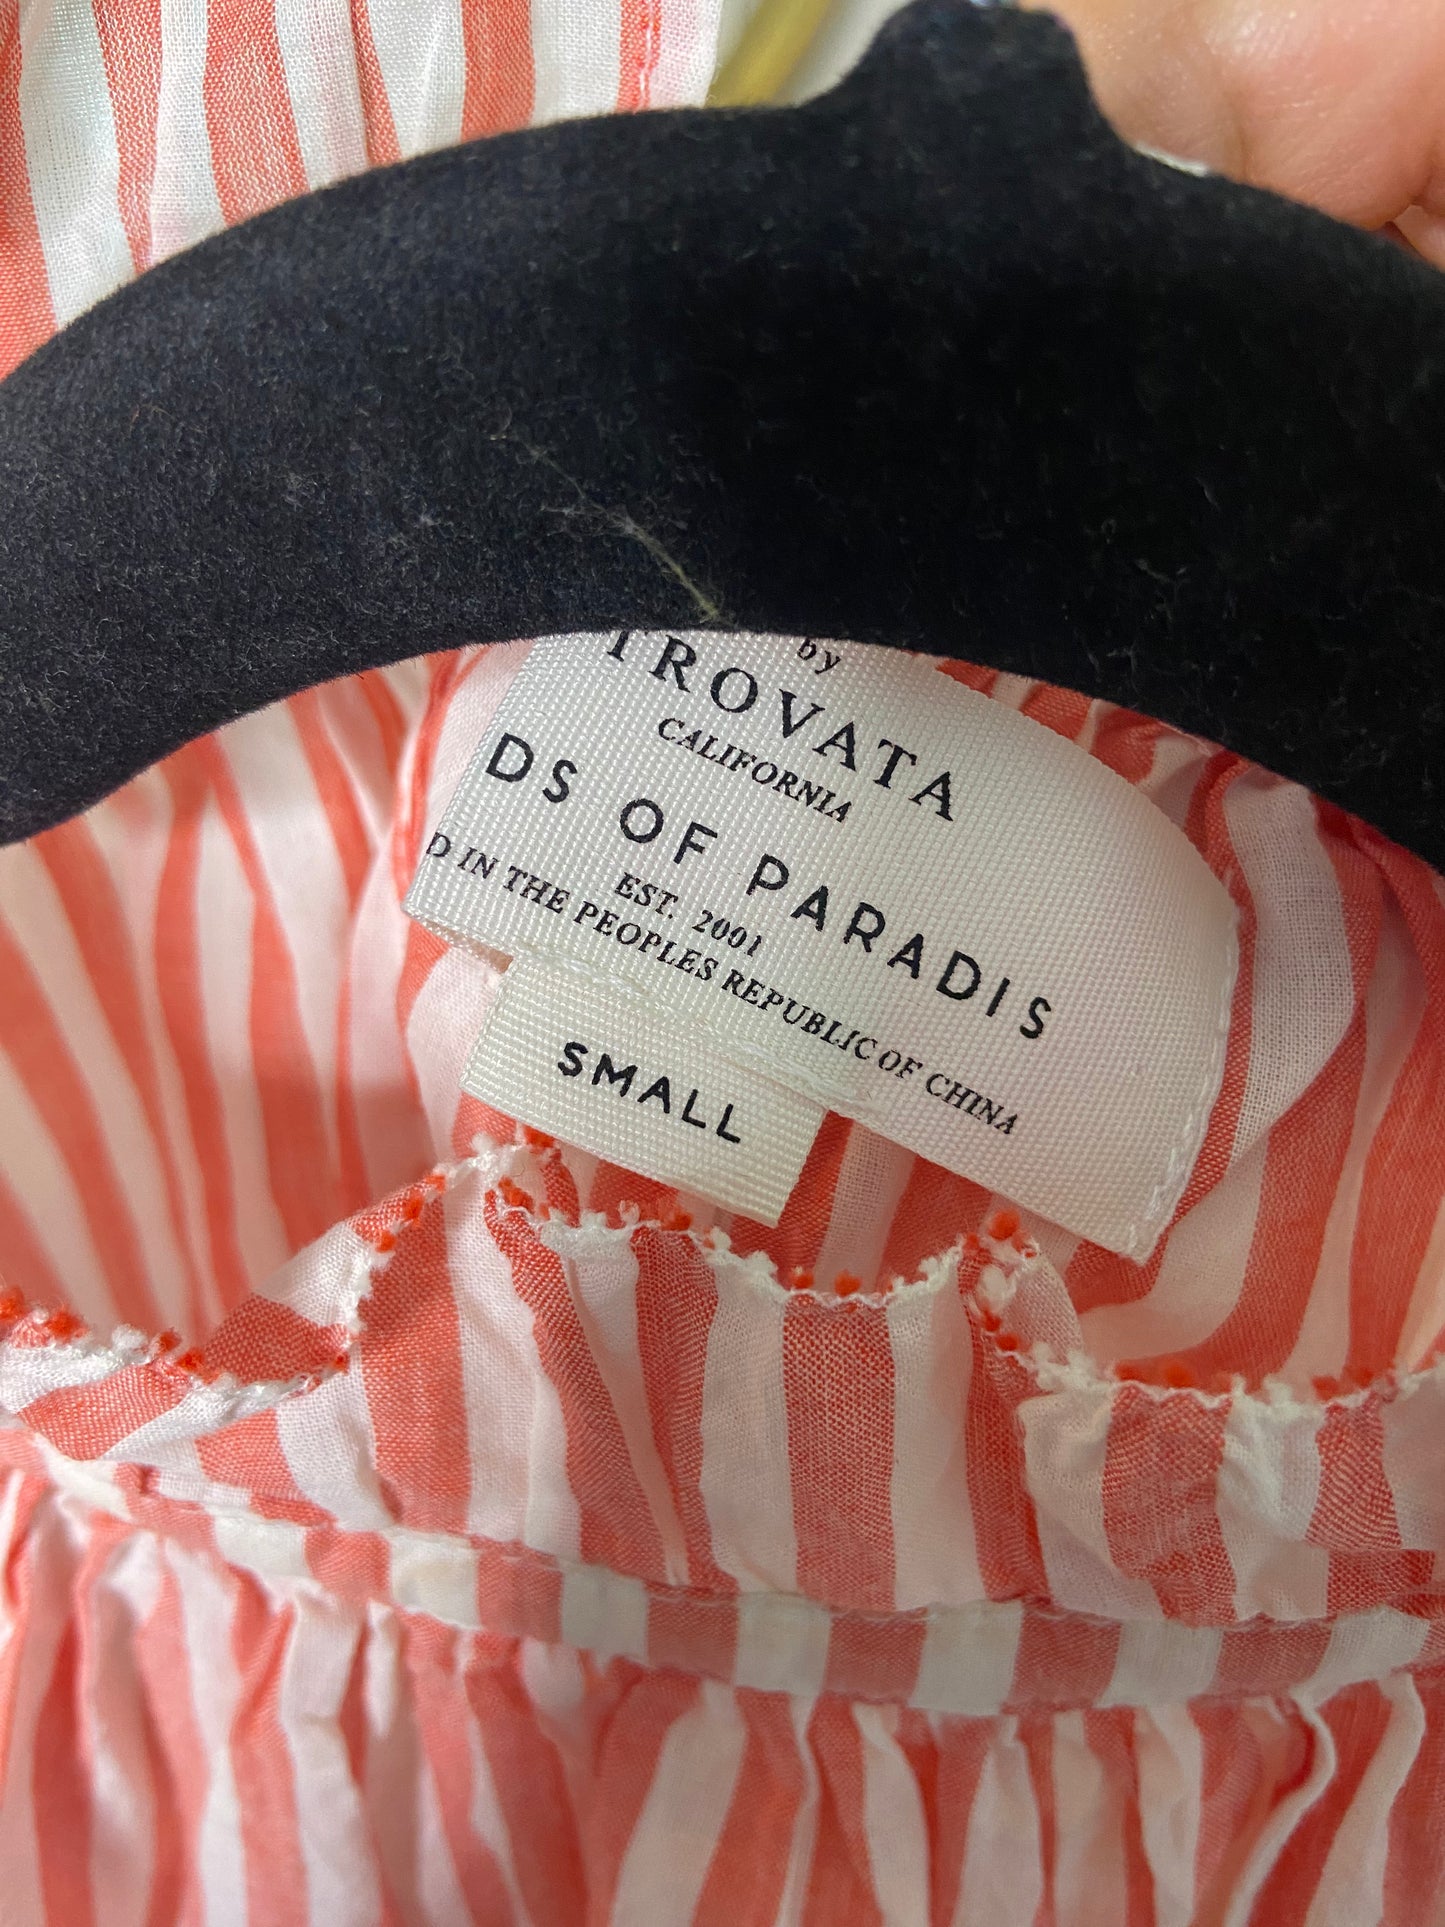 by
TROVATA
CALIFORNIA
DS OF PARADIS
EST. 2001
D IN THE PEOPLES REPUBLIC OF CHINA
SMALL